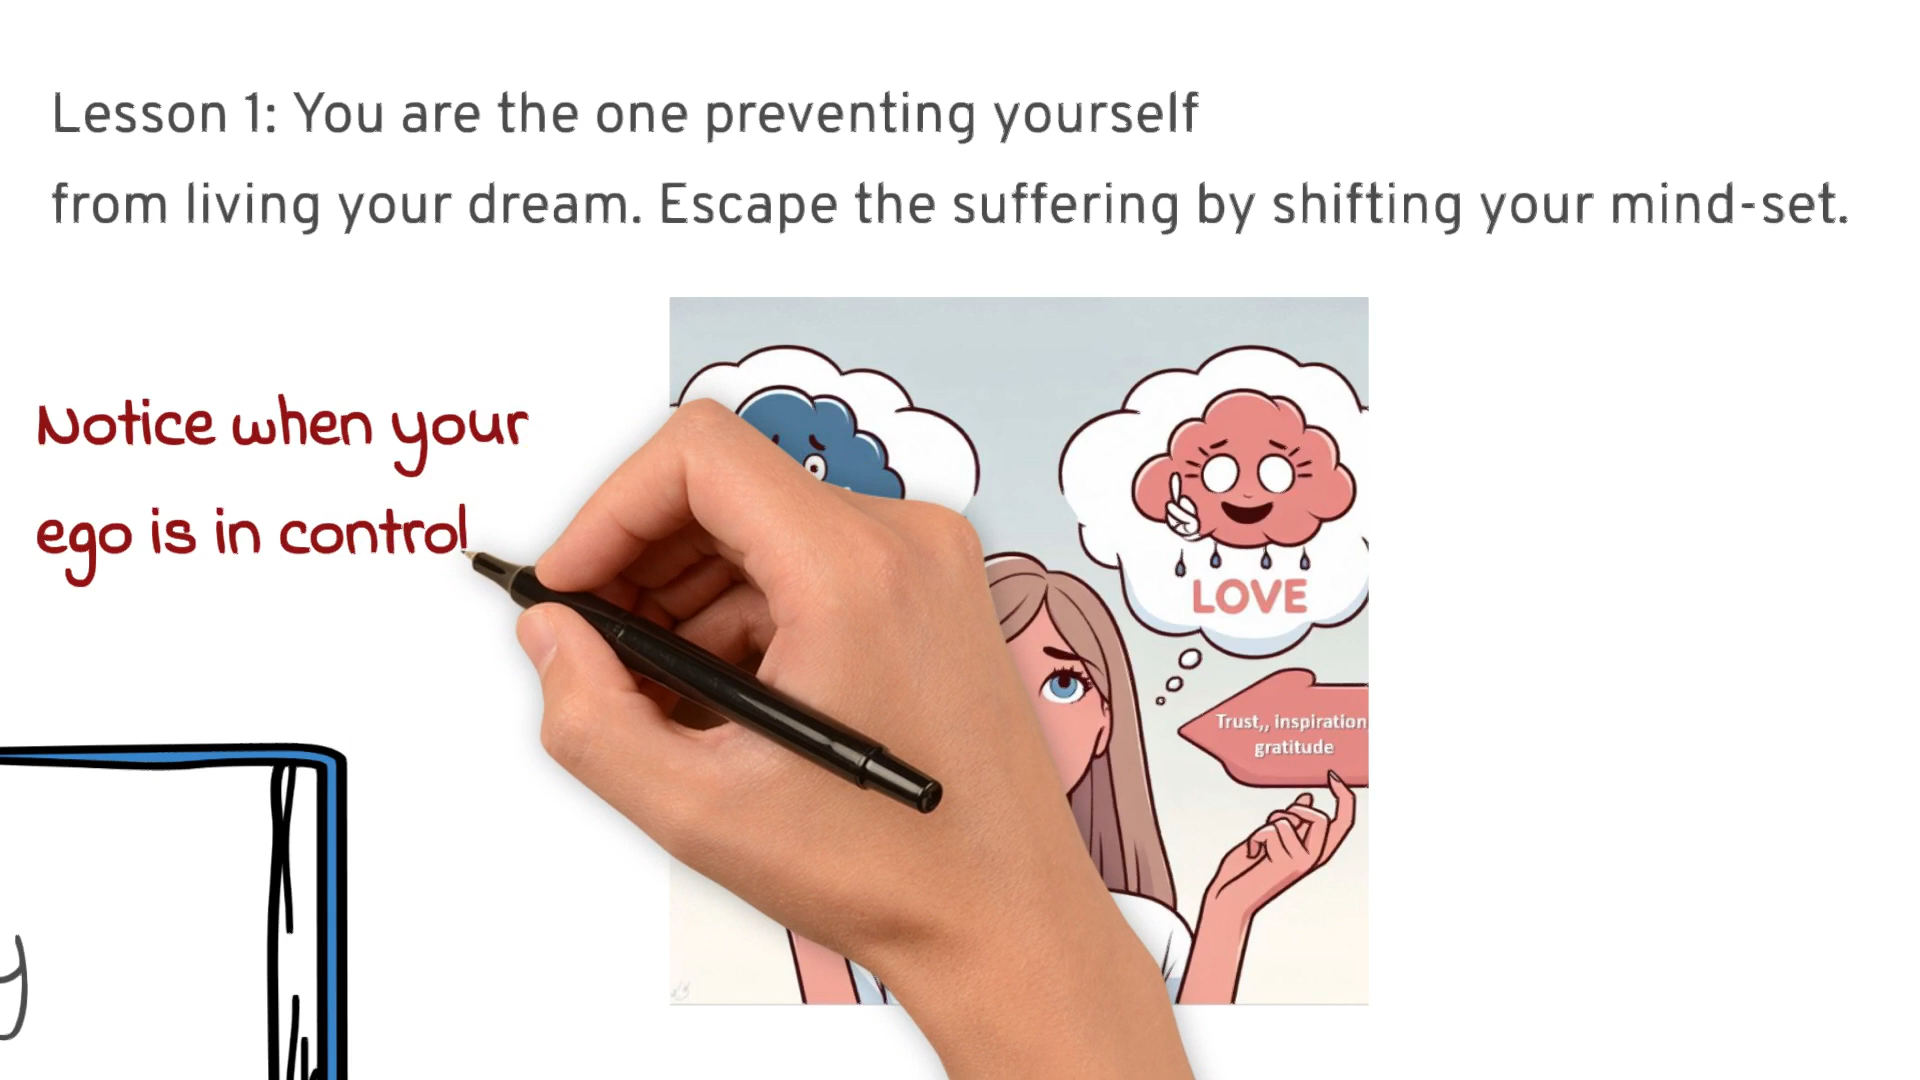 Lesson 1: You are the one preventing yourself
from living your dream. Escape the suffering by shifting your mind-set.
Notice when your
ego is in control
LOVE
Trust,, inspiration
gratitude
y